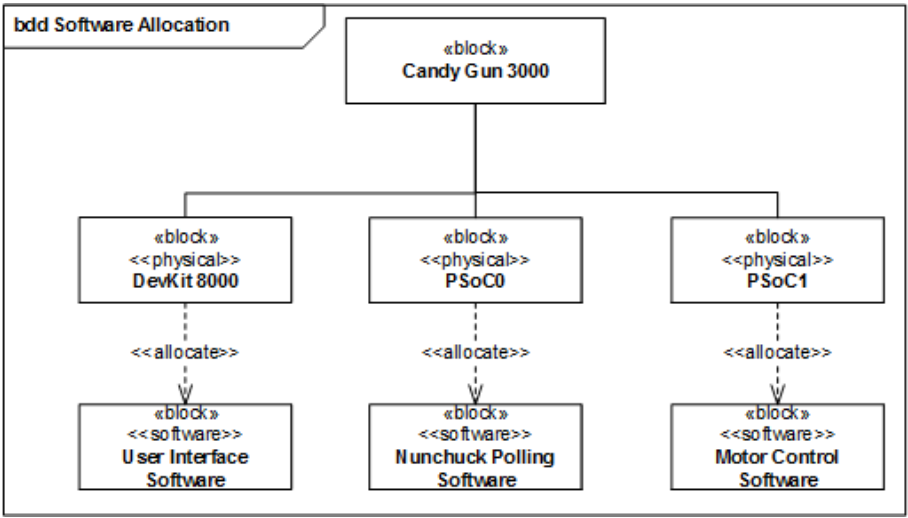 bdd Software Allocation
«block»
Candy Gun 3000
«block»
<<physical>>
DevKit 8000
«block»
<<physical>>
PSoC0
«block»
<<physical>>
PSoC1
<<allocate>>
<<allocate>>
<<allocate>>
«block»
<<software>>
User Interface
Software
«block»
<<software>>
Nunchuck Polling
Software
«block»
<<software>>
Motor Control
Software